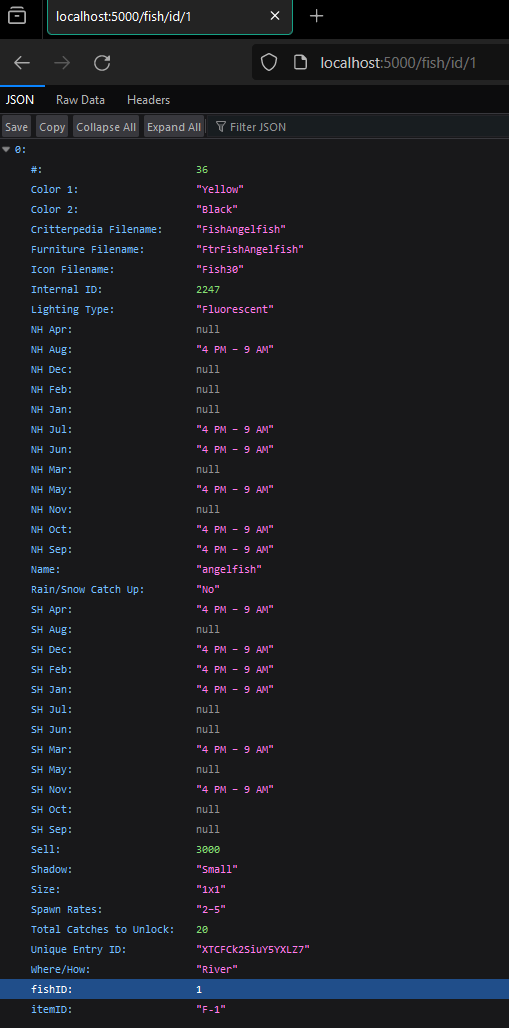 localhost:5000/fish/id/1
localhost:5000/fish/id/1
JSON Raw Data Headers
Save Copy Collapse All Expand All Filter JSON
0:
#: 36
Color 1: "Yellow"
Color 2: "Black"
Critterpedia Filename: "FishAngelfish"
Furniture Filename: "FtrFishAngelfish"
Icon Filename: "Fish30"
Internal ID: 2247
Lighting Type: "Fluorescent"
NH Apr: null
NH Aug: "4 PM – 9 AM"
NH Dec: null
NH Feb: null
NH Jan: null
NH Jul: "4 PM – 9 AM"
NH Jun: "4 PM – 9 AM"
NH Mar: null
NH May: "4 PM – 9 AM"
NH Nov: null
NH Oct: "4 PM – 9 AM"
NH Sep: "4 PM – 9 AM"
Name: "angelfish"
Rain/Snow Catch Up: "No"
SH Apr: "4 PM – 9 AM"
SH Aug: null
SH Dec: "4 PM – 9 AM"
SH Feb: "4 PM – 9 AM"
SH Jan: "4 PM – 9 AM"
SH Jul: null
SH Jun: null
SH Mar: "4 PM – 9 AM"
SH May: null
SH Nov: "4 PM – 9 AM"
SH Oct: null
SH Sep: null
Sell: 3000
Shadow: "Small"
Size: "1x1"
Spawn Rates: "2–5"
Total Catches to Unlock: 20
Unique Entry ID: "XTCFCk2SiuY5YXLZ7"
Where/How: "River"
fishID: 1
itemID: "F-1"